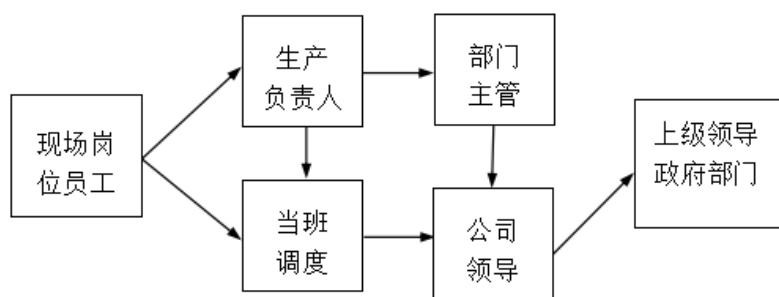 生产
负责人
部门
主管
现场岗
位员工
上级领导
政府部门
当班
调度
公司
领导